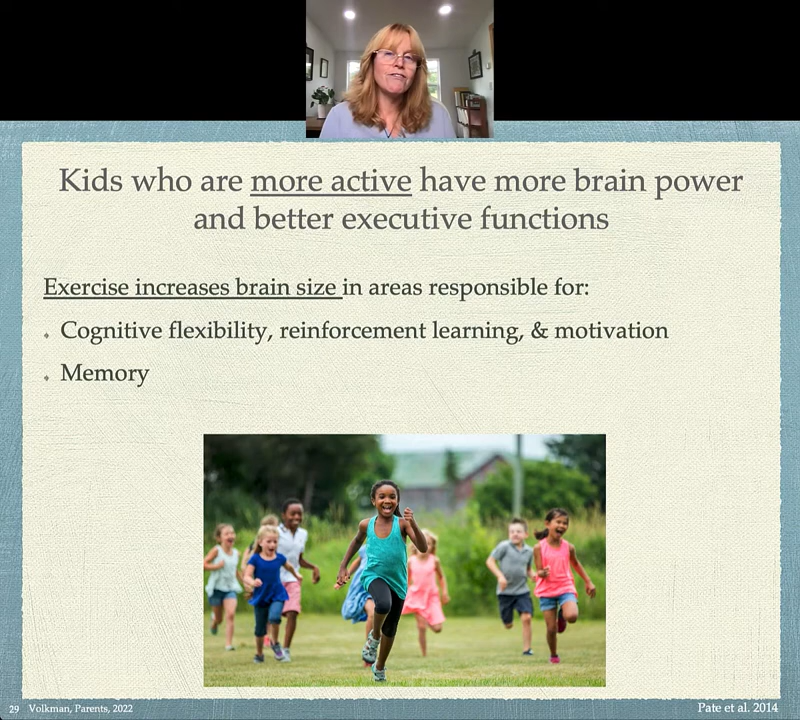 Kids who are more active have more brain power
and better executive functions
Exercise increases brain size in areas responsible for:
Cognitive flexibility, reinforcement learning, & motivation
Memory
29 Volkman, Parents, 2022
Pate et al. 2014